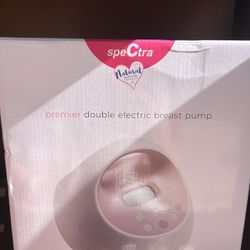 speCtra
Natural
premier double electric breast pump